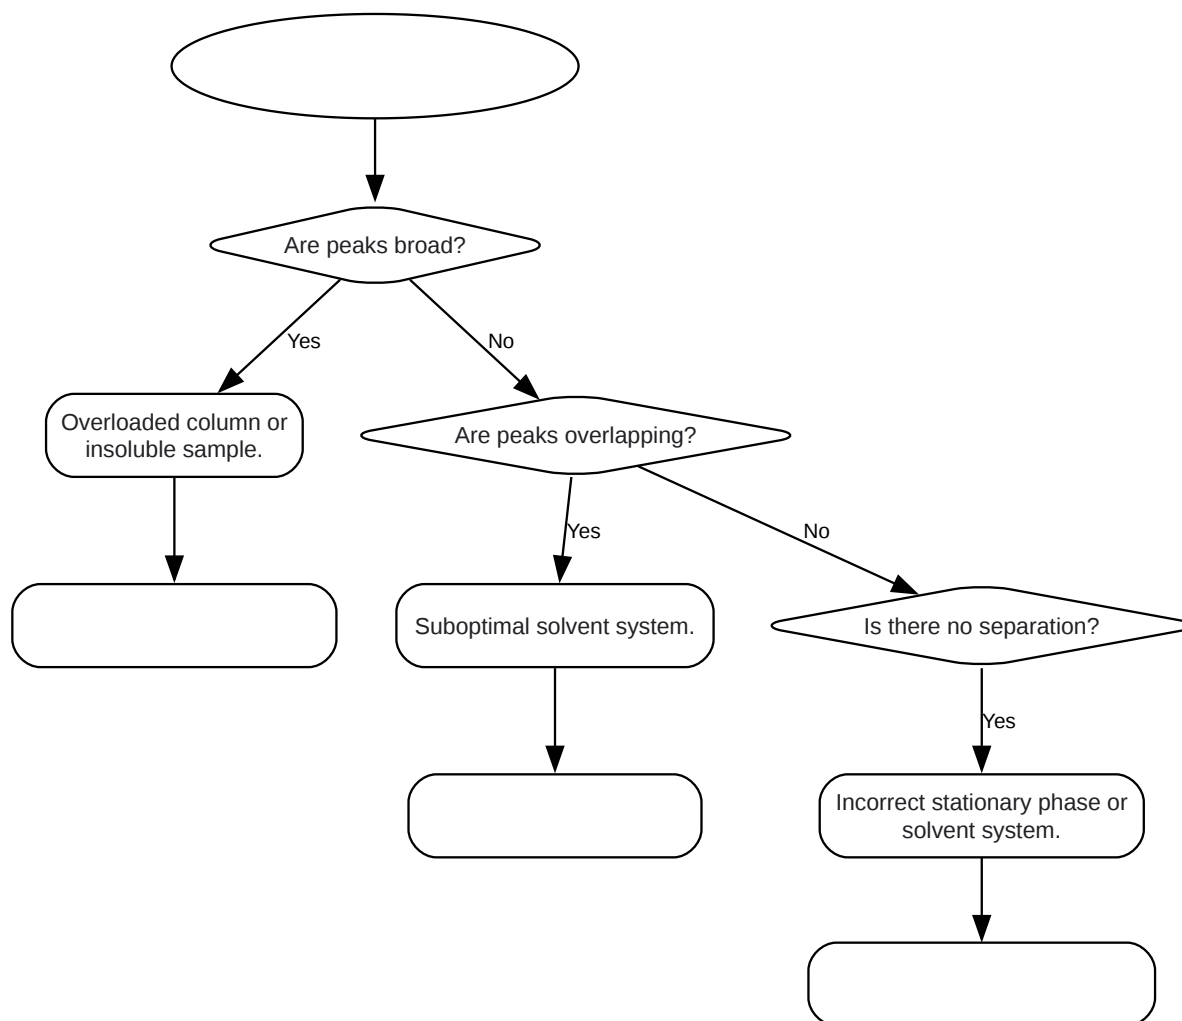 Are peaks broad?
Yes
No
Overloaded column or
insoluble sample.
Are peaks overlapping?
Yes
No
Suboptimal solvent system.
Is there no separation?
Yes
Incorrect stationary phase or
solvent system.